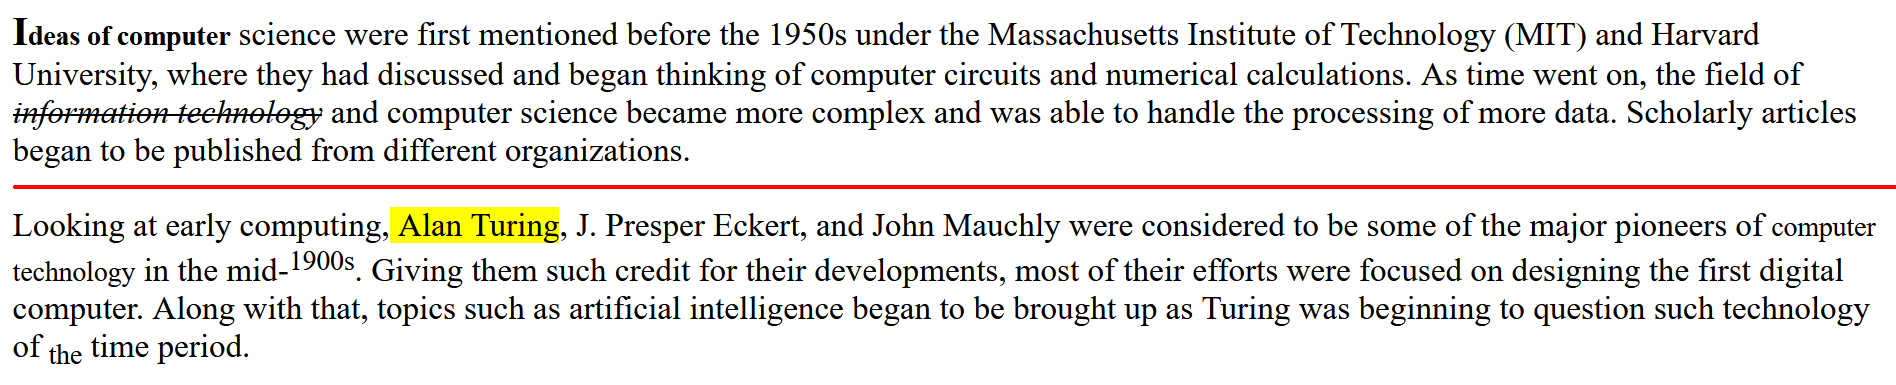 Ideas of computer science were first mentioned before the 1950s under the Massachusetts Institute of Technology (MIT) and Harvard
University, where they had discussed and began thinking of computer circuits and numerical calculations. As time went on, the field of
information technology and computer science became more complex and was able to handle the processing of more data. Scholarly articles
began to be published from different organizations.
Looking at early computing, Alan Turing, J. Presper Eckert, and John Mauchly were considered to be some of the major pioneers of computer
technology in the mid-1900s. Giving them such credit for their developments, most of their efforts were focused on designing the first digital
computer. Along with that, topics such as artificial intelligence began to be brought up as Turing was beginning to question such technology
of the time period.